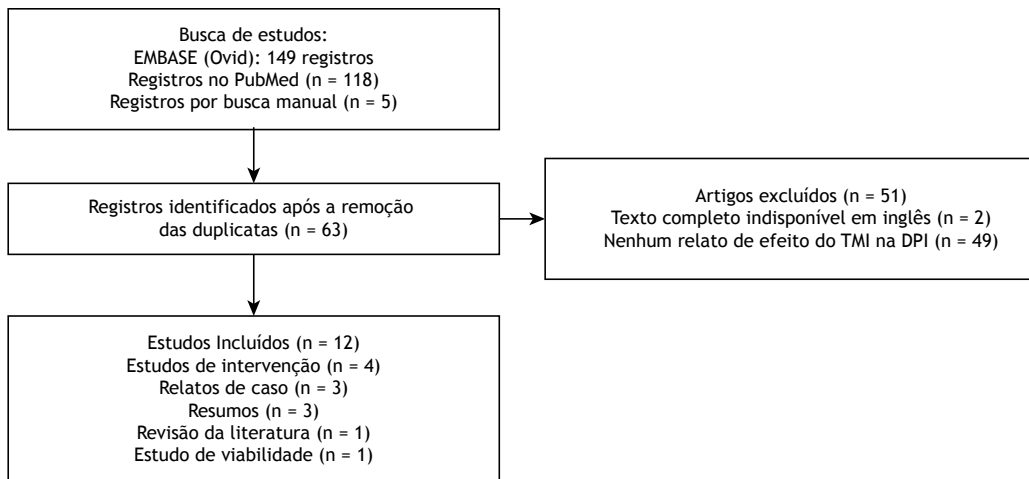 Busca de estudos:
EMBASE (Ovid): 149 registros
Registros no PubMed (n = 118)
Registros por busca manual (n = 5)
Registros identificados após a remoção
das duplicatas (n = 63)
Artigos excluídos (n = 51)
Texto completo indisponível em inglês (n = 2)
Nenhum relato de efeito do TMI na DPI (n = 49)
Estudos Incluídos (n = 12)
Estudos de intervenção (n = 4)
Relatos de caso (n = 3)
Resumos (n = 3)
Revisão da literatura (n = 1)
Estudo de viabilidade (n = 1)